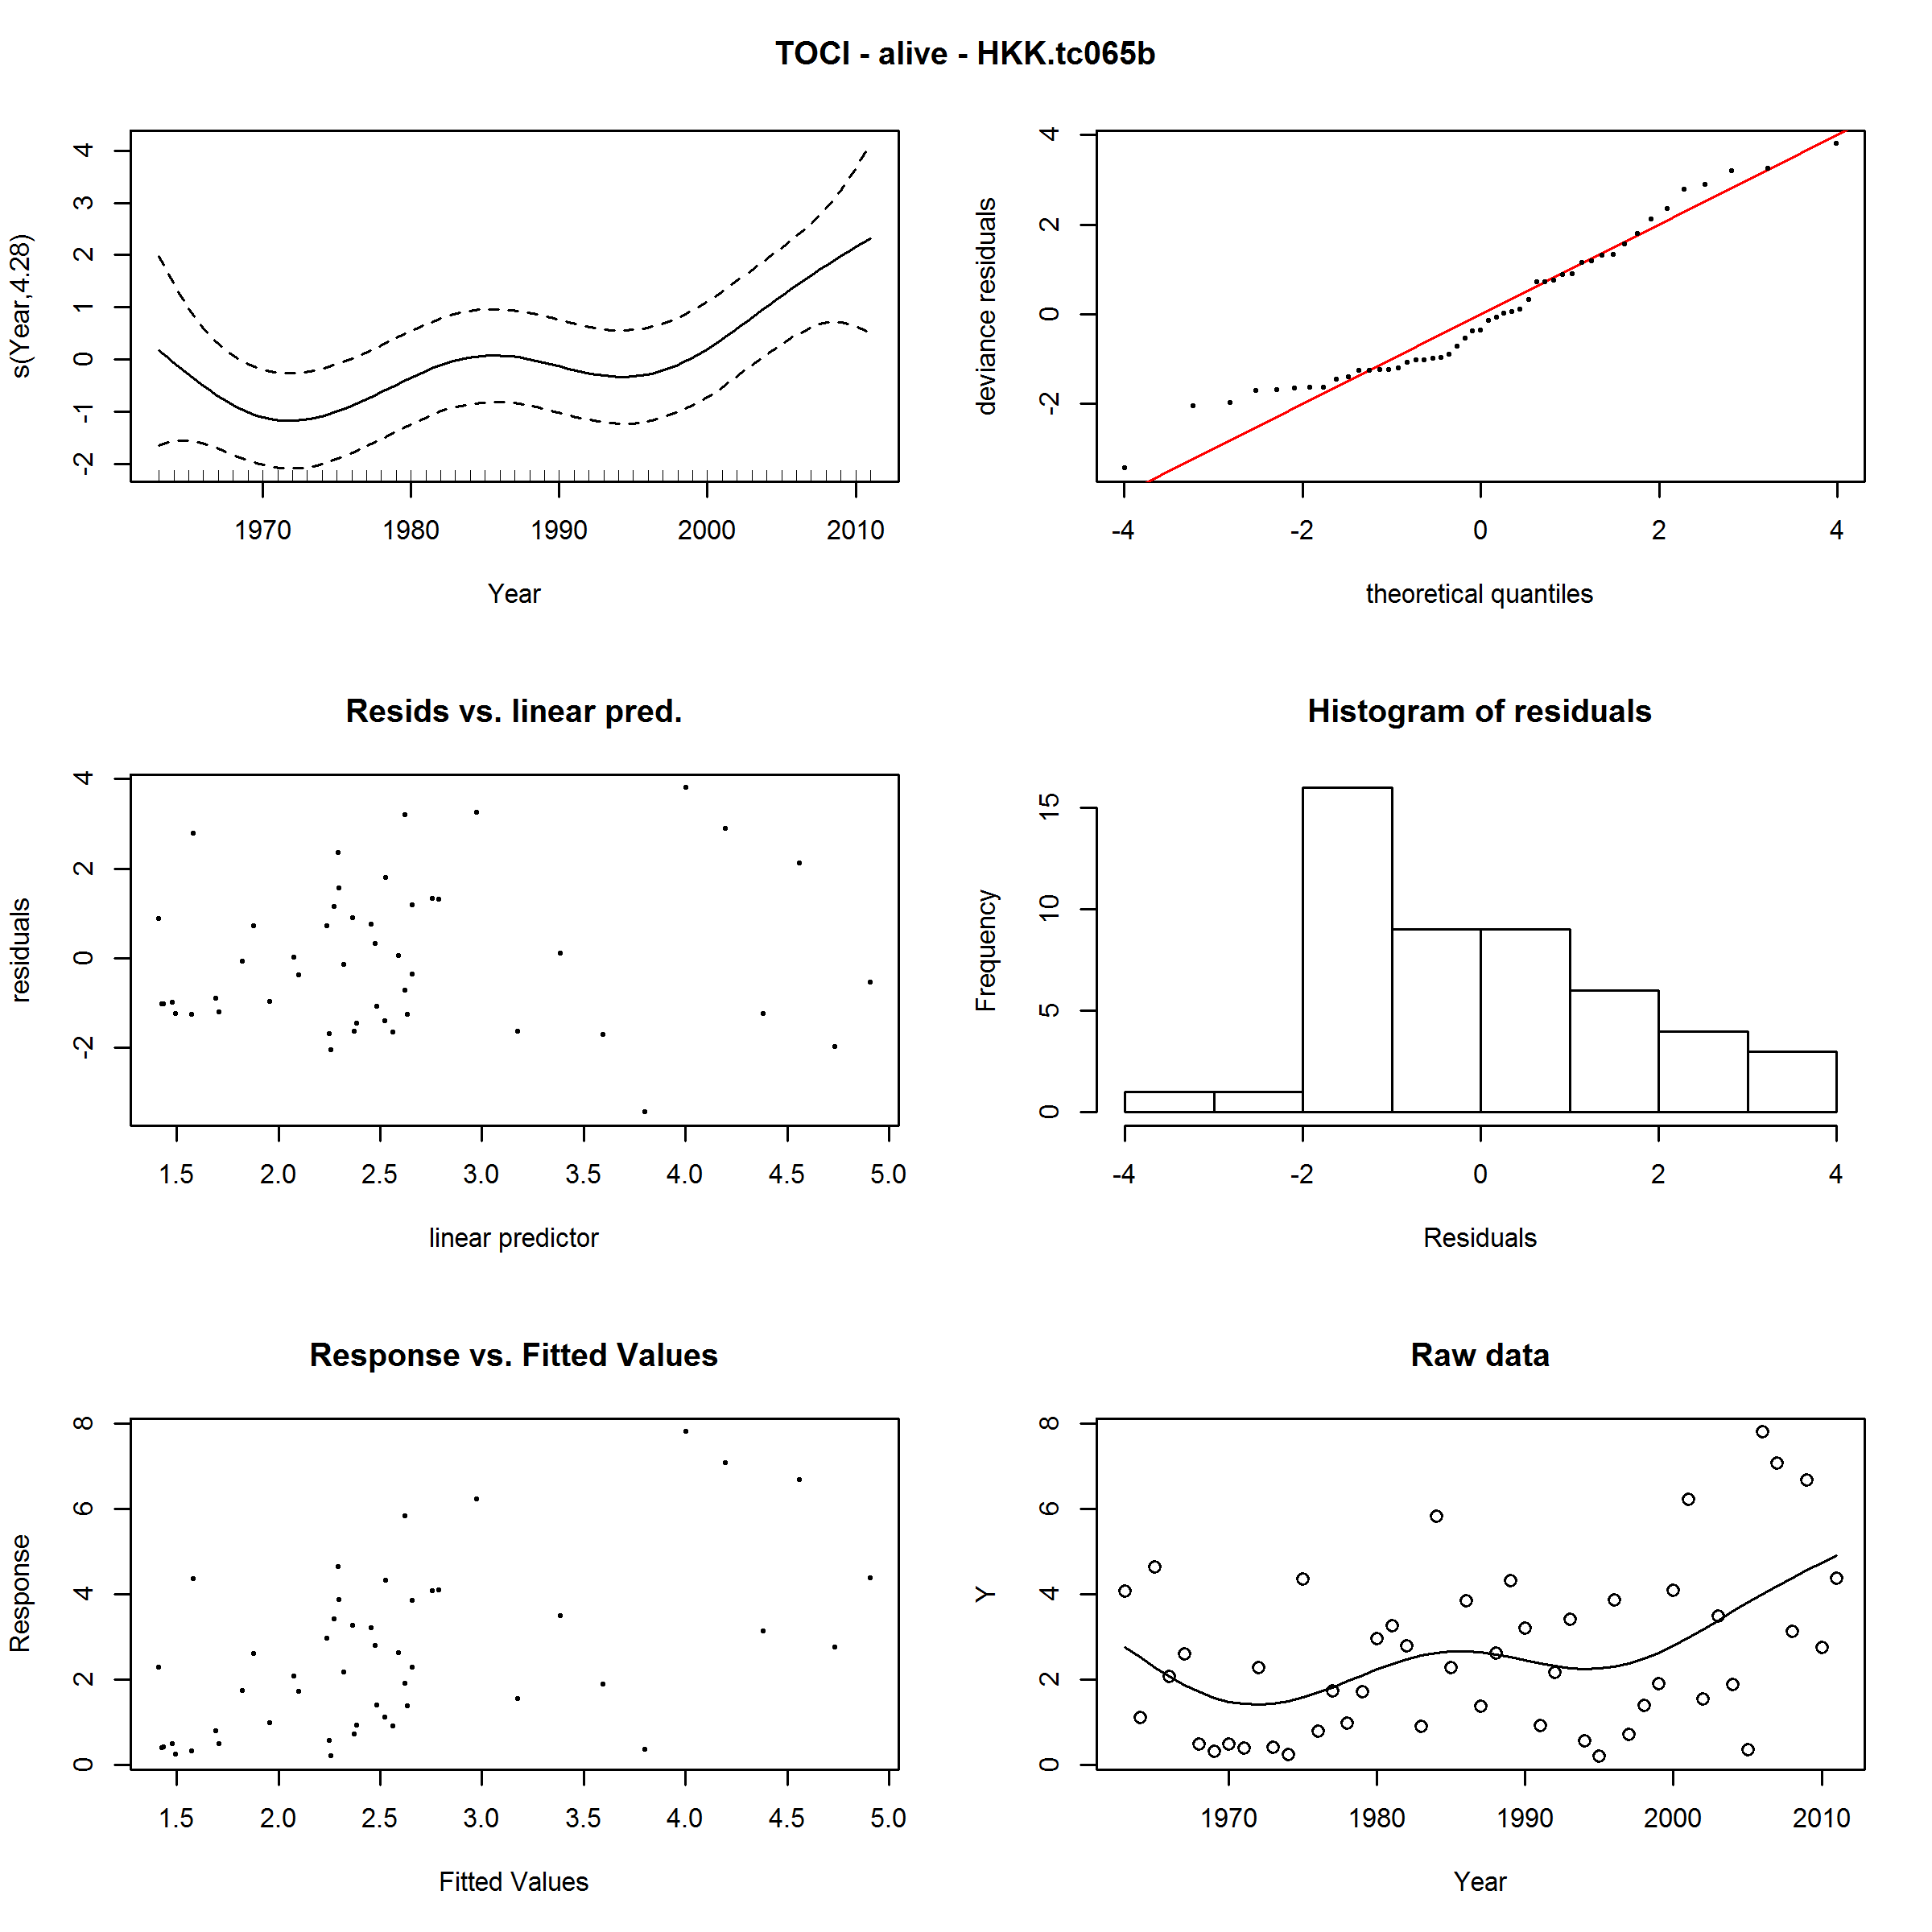 TOCI - alive - HKK.tc065b
s(Year,4.28)
4
3
2
1
0
-1
-2
1970 1980 1990 2000 2010
Year
deviance residuals
4
2
0
-2
-4 -2 0 2 4
theoretical quantiles
Resids vs. linear pred.
residuals
4
2
0
-2
1.5 2.0 2.5 3.0 3.5 4.0 4.5 5.0
linear predictor
Histogram of residuals
Frequency
15
10
5
0
-4 -2 0 2 4
Residuals
Response vs. Fitted Values
Response
8
6
4
2
0
1.5 2.0 2.5 3.0 3.5 4.0 4.5 5.0
Fitted Values
Raw data
Y
8
6
4
2
0
1970 1980 1990 2000 2010
Year